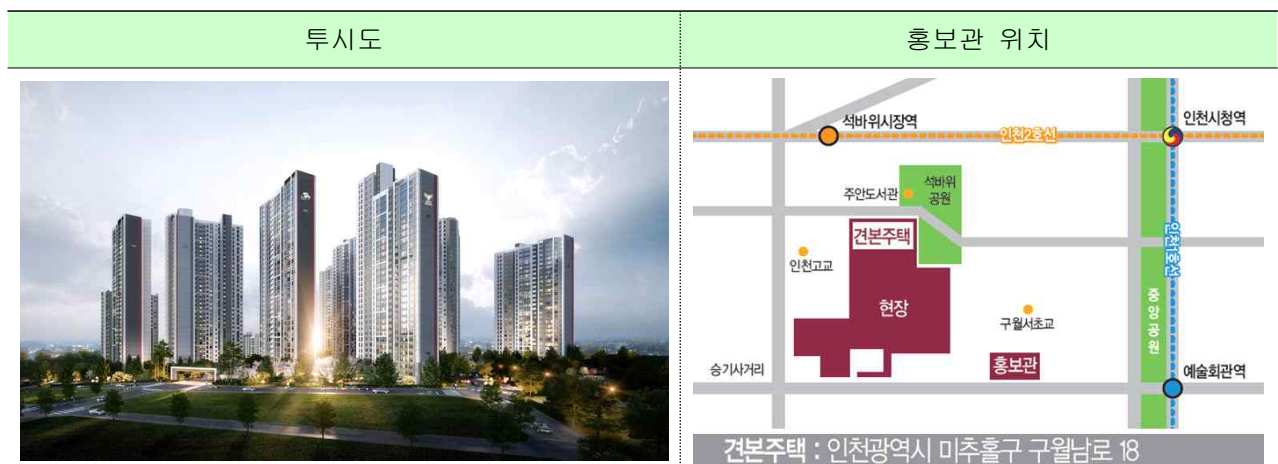 투시도
홍보관 위치
석바위시장역
인천2호선
인천시청역
주안도서관
석바위
공원
견본주택
인천고교
인천1호선
현장
중앙공원
구월서초교
승기사거리
홍보관
예술회관역
견본주택 : 인천광역시 미추홀구 구월남로 18